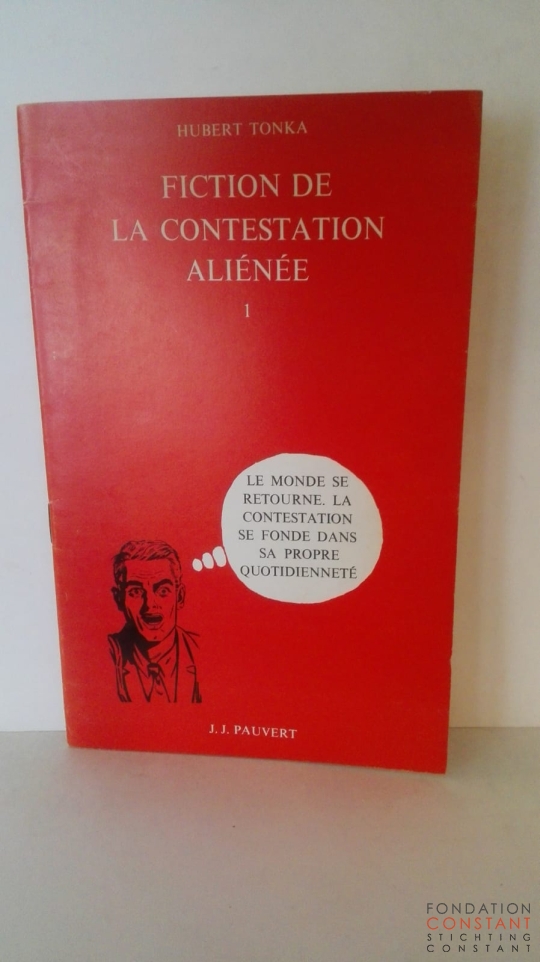 HUBERT TONKA
FICTION DE
LA CONTESTATION
ALIÉNÉE
1
LE MONDE SE
RETOURNE. LA
CONTESTATION
SE FONDE DANS
SA PROPRE
QUOTIDIENNETÉ
J. J. PAUVERT
FONDATION
CONSTANT
STICHTING
CONSTANT